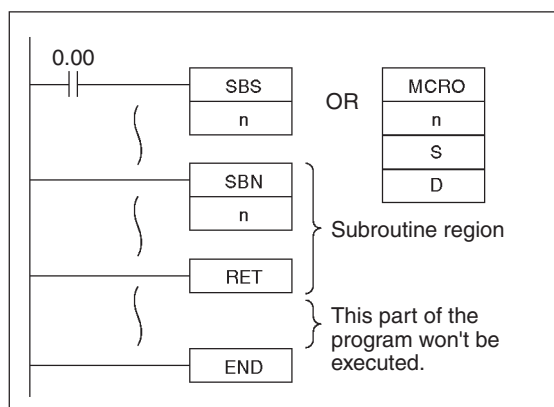 0.00
SBS
n
OR
MCRO
n
S
D
SBN
n
Subroutine region
RET
This part of the
program won't be
executed.
END